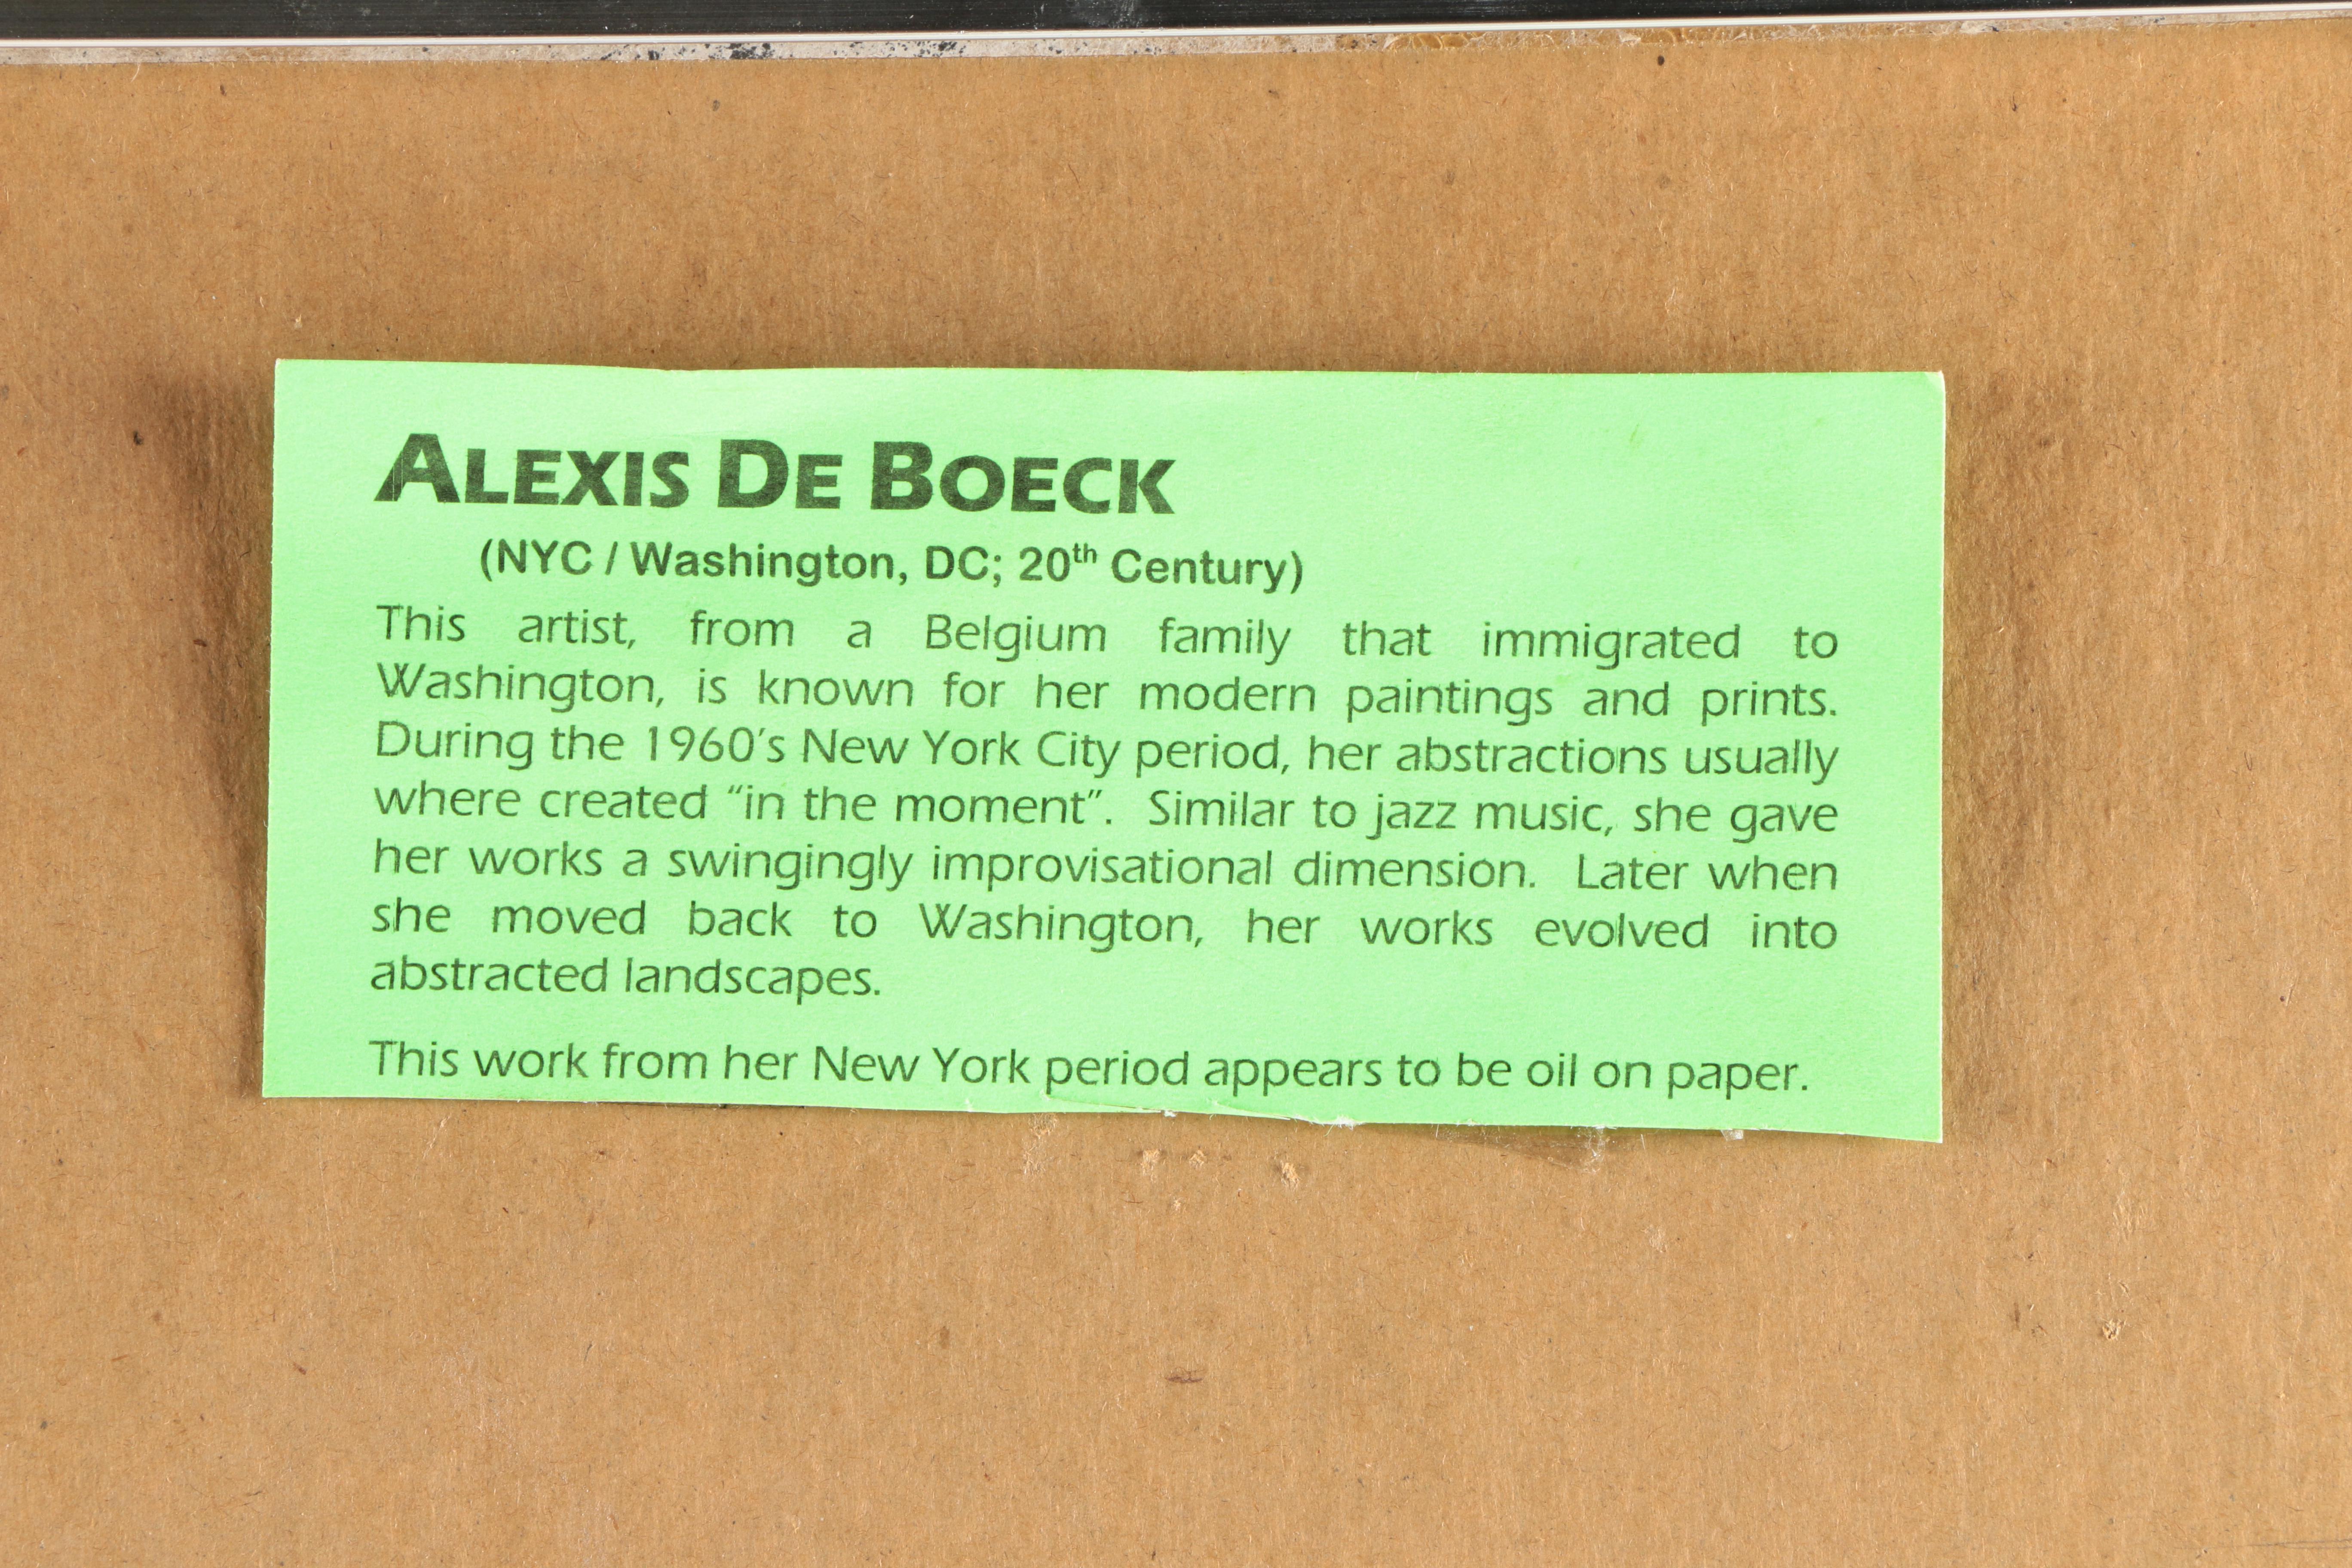 ALEXIS DE BOECK
(NYC / Washington, DC; 20th Century)
This artist, from a Belgium family that immigrated to
Washington, is known for her modern paintings and prints.
During the 1960's New York City period, her abstractions usually
where created “in the moment”. Similar to jazz music, she gave
her works a swingingly improvisational dimension. Later when
she moved back to Washington, her works evolved into
abstracted landscapes.
This work from her New York period appears to be oil on paper.